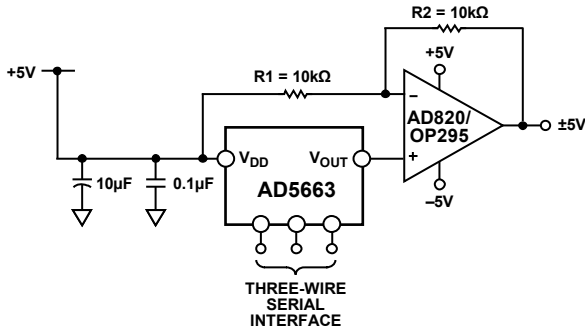 R2 = 10kΩ
+5V
R1 = 10kΩ
+5V
−
AD820/
OP295
+
±5V
–5V
VDD
VOUT
AD5663
10µF
0.1µF
THREE-WIRE
SERIAL
INTERFACE